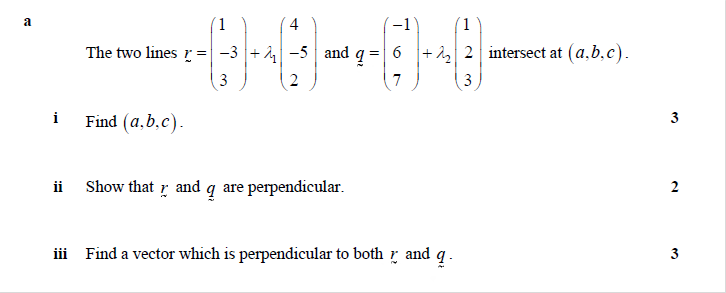 a
The two lines r = (1, −3, 3) + λ₁ (4, −5, 2) and q = (−1, 6, 7) + λ₂ (1, 2, 3) intersect at (a,b,c).
i Find (a,b,c). 3
ii Show that r and q are perpendicular. 2
iii Find a vector which is perpendicular to both r and q. 3